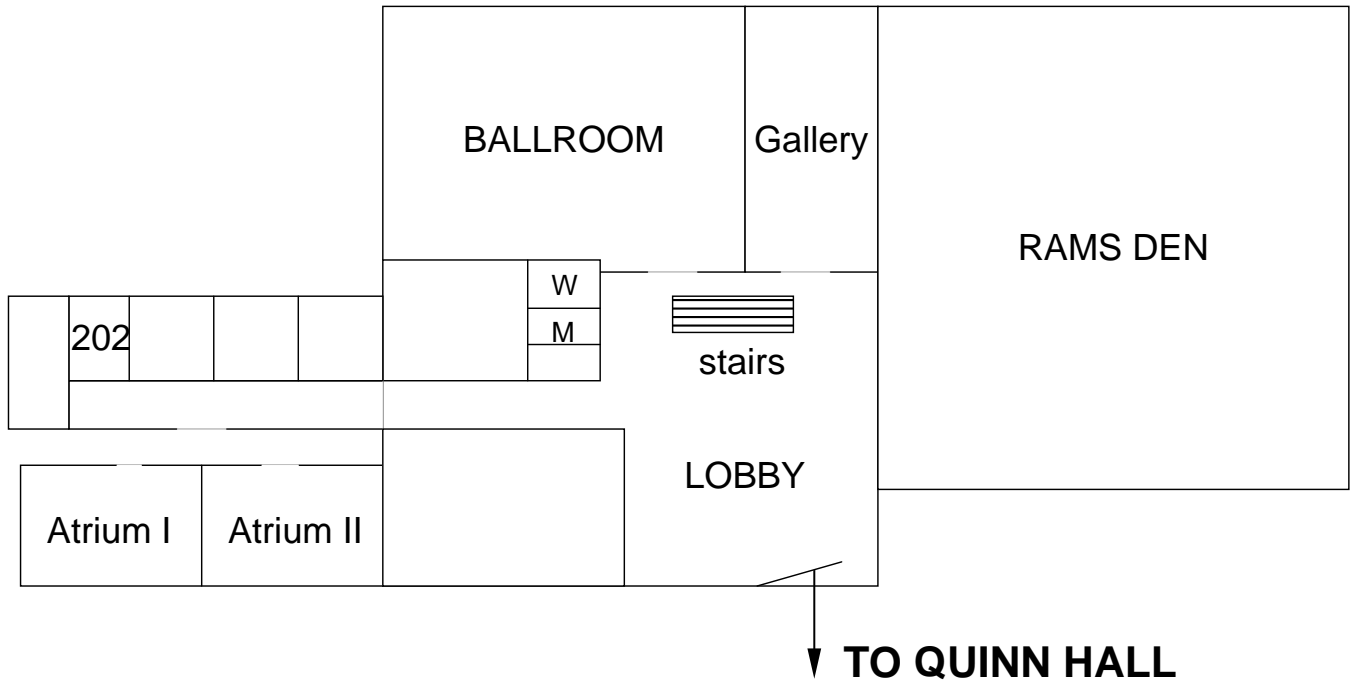 BALLROOM
Gallery
RAMS DEN
W
M
202
stairs
LOBBY
Atrium I
Atrium II
TO QUINN HALL